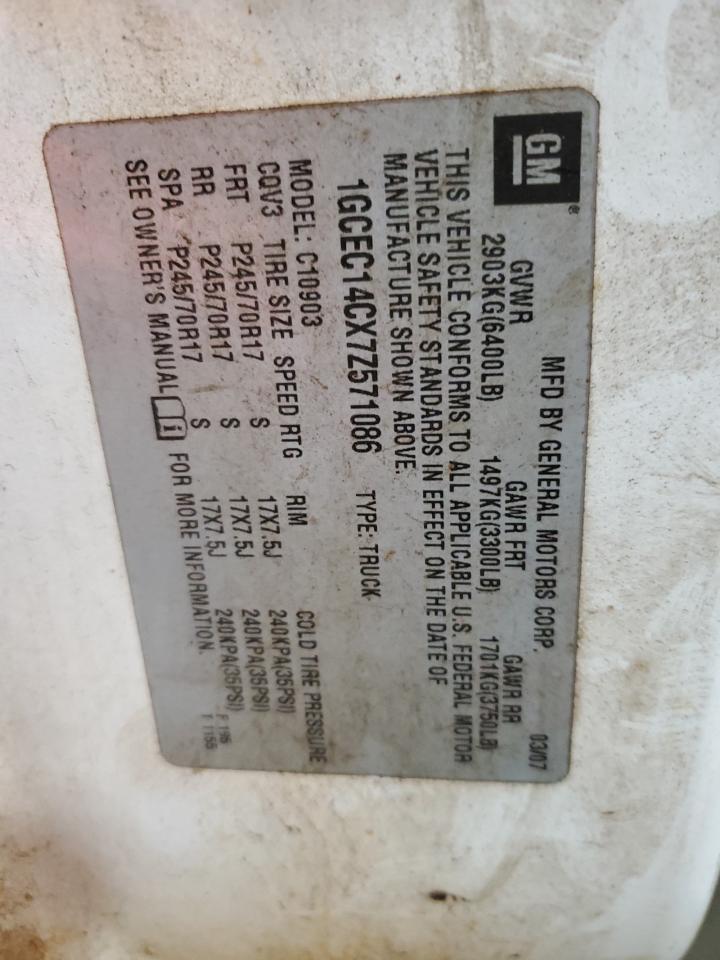 GM®
MFD BY GENERAL MOTORS CORP. 03/07
GVWR GAWR FRT GAWR RR
2903KG(6400LB) 1497KG(3300LB) 1701KG(3750LB)
THIS VEHICLE CONFORMS TO ALL APPLICABLE U.S. FEDERAL MOTOR
VEHICLE SAFETY STANDARDS IN EFFECT ON THE DATE OF
MANUFACTURE SHOWN ABOVE.
1GCEC14CX7Z571086 TYPE: TRUCK
MODEL: C10903 RIM COLD TIRE PRESSURE
CQV3 TIRE SIZE SPEED RTG
FRT P245/70R17 S 17X7.5J 240KPA(35PSI)
RR P245/70R17 S 17X7.5J 240KPA(35PSI)
SPA P245/70R17 S 17X7.5J 240KPA(35PSI)
SEE OWNER'S MANUAL i FOR MORE INFORMATION.